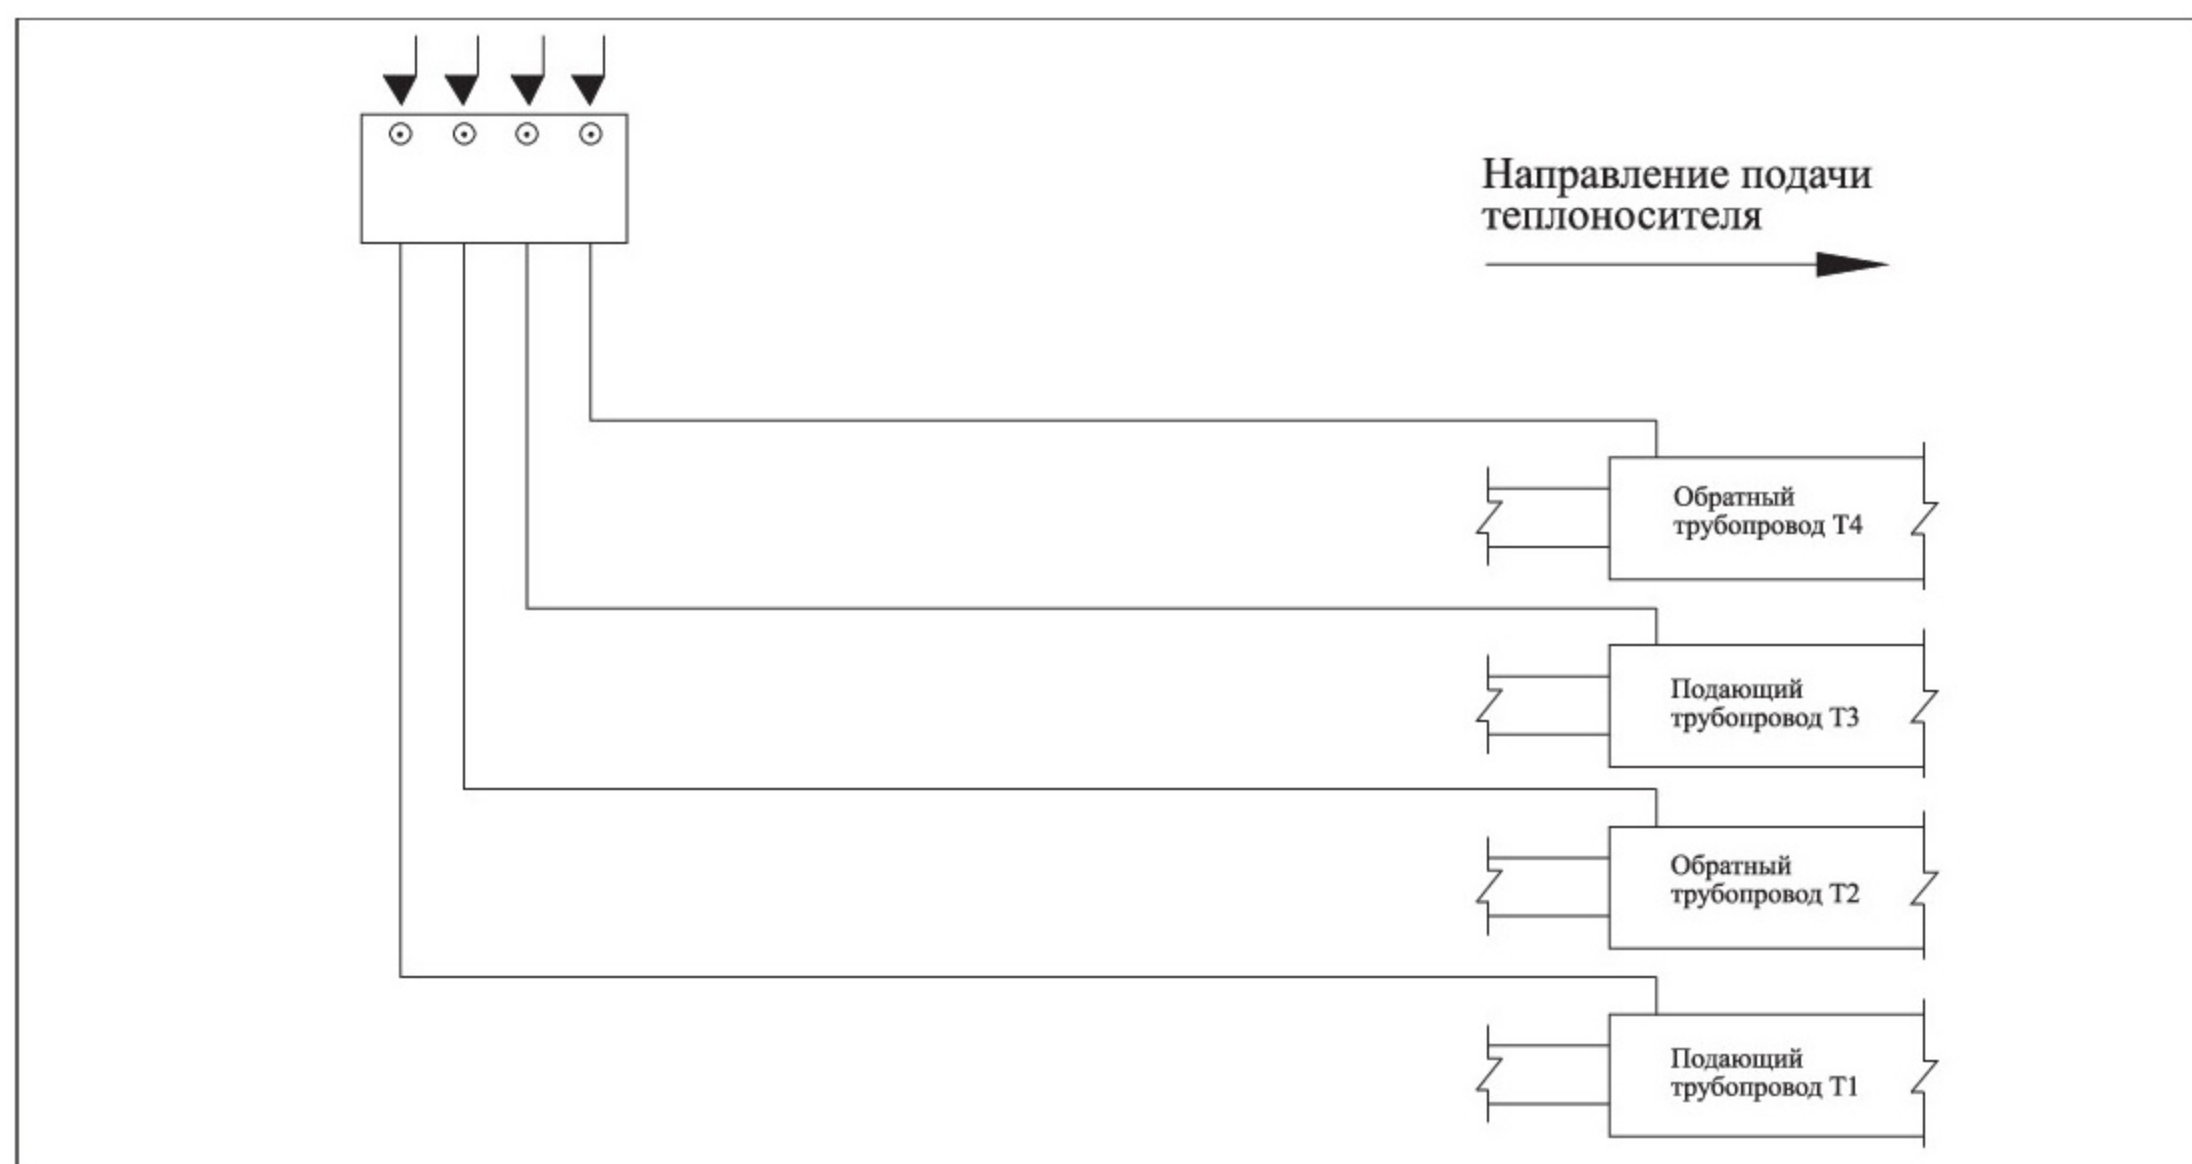 Направление подачи
теплоносителя
Обратный
трубопровод Т4
Подающий
трубопровод Т3
Обратный
трубопровод Т2
Подающий
трубопровод Т1